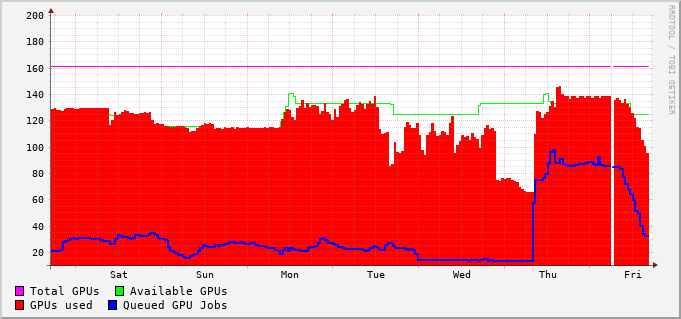 200
180
160
140
120
100
80
60
40
20
Sat Sun Mon Tue Wed Thu Fri
Total GPUs Available GPUs
GPUs used Queued GPU Jobs
RRDTOOL / TOBI OETIKER